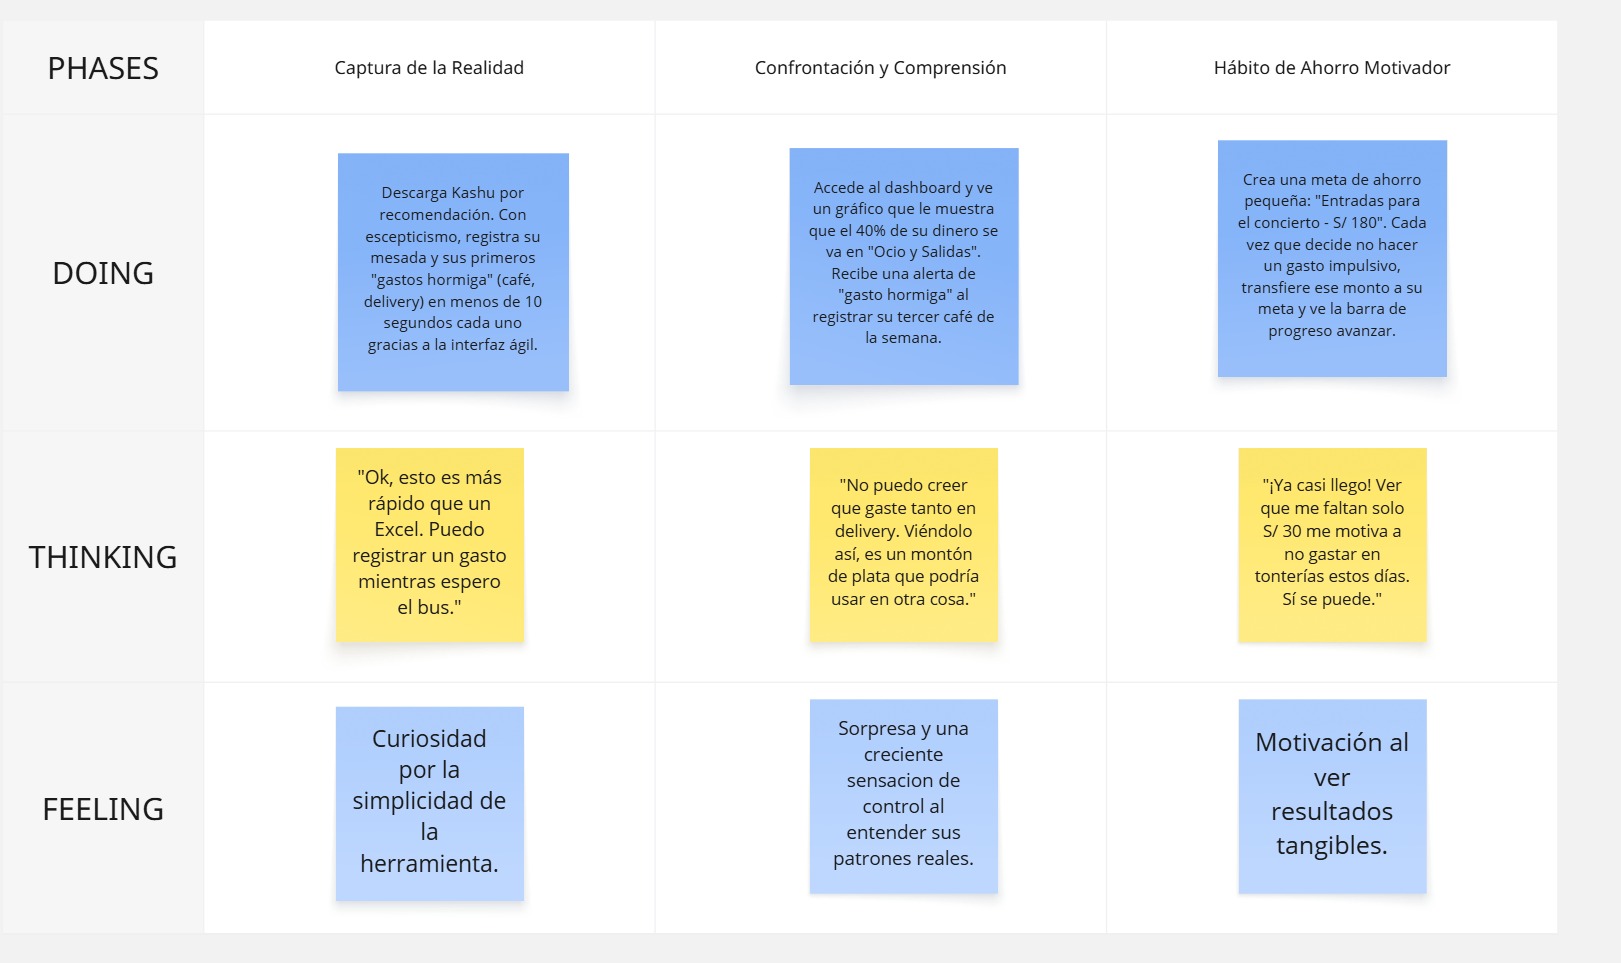 PHASES
Captura de la Realidad
Confrontación y Comprensión
Hábito de Ahorro Motivador
DOING
Descarga Kashu por
recomendación. Con
escepticismo, registra su
mesada y sus primeros
"gastos hormiga" (café,
delivery) en menos de 10
segundos cada uno
gracias a la interfaz ágil.
Accede al dashboard y ve
un gráfico que le muestra
que el 40% de su dinero se
va en "Ocio y Salidas".
Recibe una alerta de
"gasto hormiga" al
registrar su tercer café de
la semana.
Crea una meta de ahorro
pequeña: "Entradas para
el concierto - S/ 180". Cada
vez que decide no hacer
un gasto impulsivo,
transfiere ese monto a su
meta y ve la barra de
progreso avanzar.
THINKING
"Ok, esto es más
rápido que un
Excel. Puedo
registrar un gasto
mientras espero
el bus."
"No puedo creer
que gaste tanto en
delivery. Viéndolo
así, es un montón
de plata que podría
usar en otra cosa."
"¡Ya casi llego! Ver
que me faltan solo
S/ 30 me motiva a
no gastar en
tonterías estos días.
Sí se puede."
FEELING
Curiosidad
por la
simplicidad de
la
herramienta.
Sorpresa y una
creciente
sensacion de
control al
entender sus
patrones reales.
Motivación al
ver
resultados
tangibles.